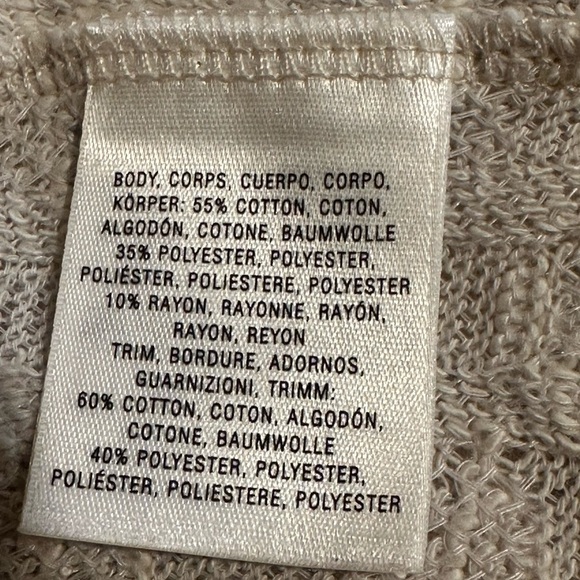 BODY, CORPS, CUERPO, CORPO,
KÖRPER: 55% COTTON, COTON,
ALGODÓN, COTONE, BAUMWOLLE
35% POLYESTER, POLYESTER,
POLIÉSTER, POLIESTERE, POLYESTER
10% RAYON, RAYONNE, RAYÓN,
RAYON, REYON
TRIM, BORDURE, ADORNOS,
GUARNIZIONI, TRIMM:
60% COTTON, COTON, ALGODÓN,
COTONE, BAUMWOLLE
40% POLYESTER, POLYESTER,
POLIÉSTER, POLIESTERE, POLYESTER